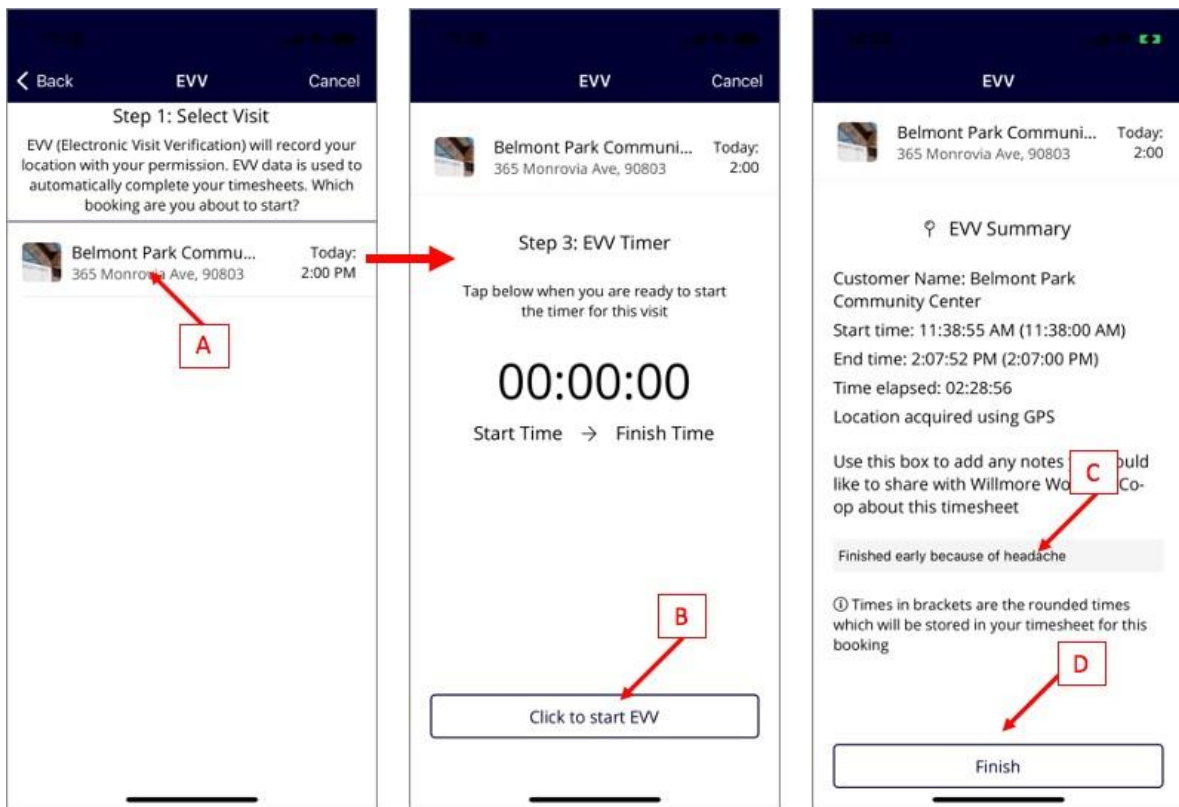 Back
EVV
Cancel
Step 1: Select Visit
EVV (Electronic Visit Verification) will record your
location with your permission. EVV data is used to
automatically complete your timesheets. Which
booking are you about to start?
Belmont Park Commu...
Today:
365 Monrovia Ave, 90803
2:00 PM
A
EVV
Cancel
Belmont Park Communi...
Today:
365 Monrovia Ave, 90803
2:00
Step 3: EVV Timer
Tap below when you are ready to start
the timer for this visit
00:00:00
Start Time → Finish Time
B
Click to start EVV
EVV
Belmont Park Communi...
Today:
365 Monrovia Ave, 90803
2:00
EVV Summary
Customer Name: Belmont Park
Community Center
Start time: 11:38:55 AM (11:38:00 AM)
End time: 2:07:52 PM (2:07:00 PM)
Time elapsed: 02:28:56
Location acquired using GPS
Use this box to add any notes
like to share with Willmore Co-
op about this timesheet
C
Finished early because of headache
Times in brackets are the rounded times
which will be stored in your timesheet for this
booking
D
Finish